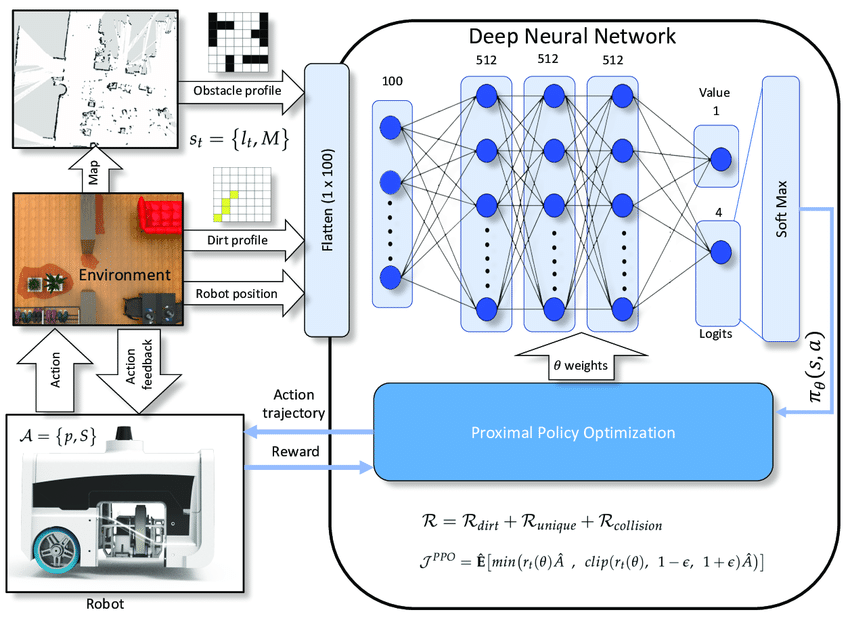 Deep Neural Network
Obstacle profile
s_t = {l_t, M}
Map
Dirt profile
Environment
Robot position
Flatten (1 x 100)
100
512
512
512
Value
1
4
Logits
Soft Max
π_θ(s, a)
θ weights
Action
Action
feedback
Action
trajectory
Reward
Proximal Policy Optimization
𝒜 = {p, S}
Robot
ℛ = ℛ_dirt + ℛ_unique + ℛ_collision
𝒥^PPO = Ê[min(r_t(θ)Â , clip(r_t(θ), 1 − ϵ, 1 + ϵ)Â)]